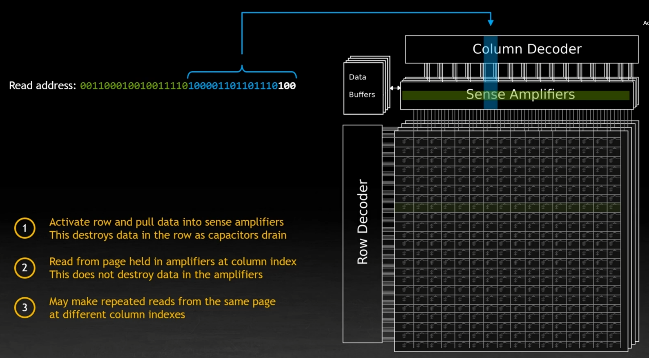 Ac
Column Decoder
Data
Buffers
Sense Amplifiers
Read address: 001100010010011110100001101101110100
Row Decoder
1 Activate row and pull data into sense amplifiers
This destroys data in the row as capacitors drain
2 Read from page held in amplifiers at column index
This does not destroy data in the amplifiers
3 May make repeated reads from the same page
at different column indexes